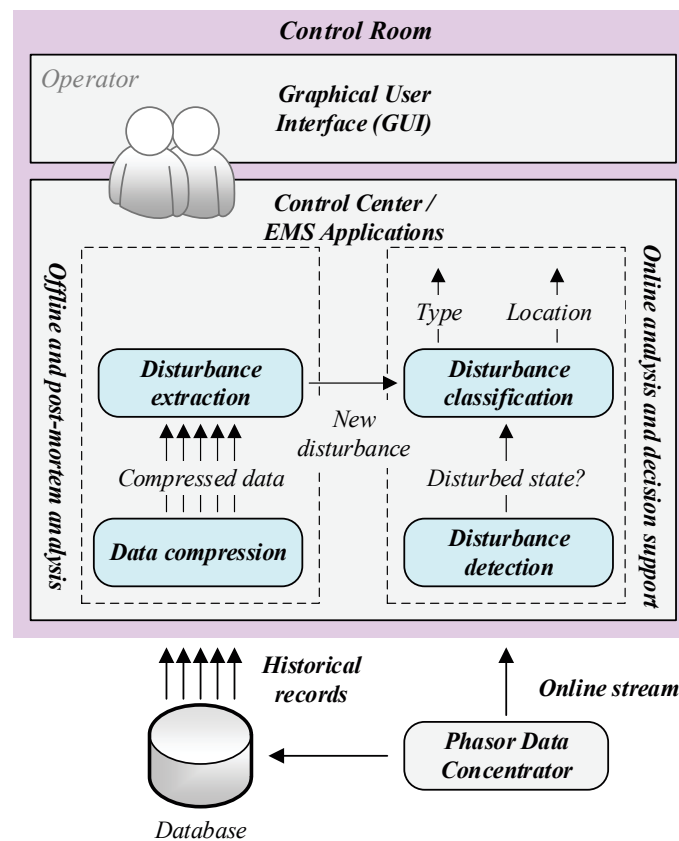 Control Room
Operator
Graphical User
Interface (GUI)
Control Center /
EMS Applications
Offline and post-mortem analysis
Type
Location
Disturbance
extraction
Disturbance
classification
New
disturbance
Compressed data
Disturbed state?
Data compression
Disturbance
detection
Online analysis and decision support
Historical
records
Online stream
Phasor Data
Concentrator
Database